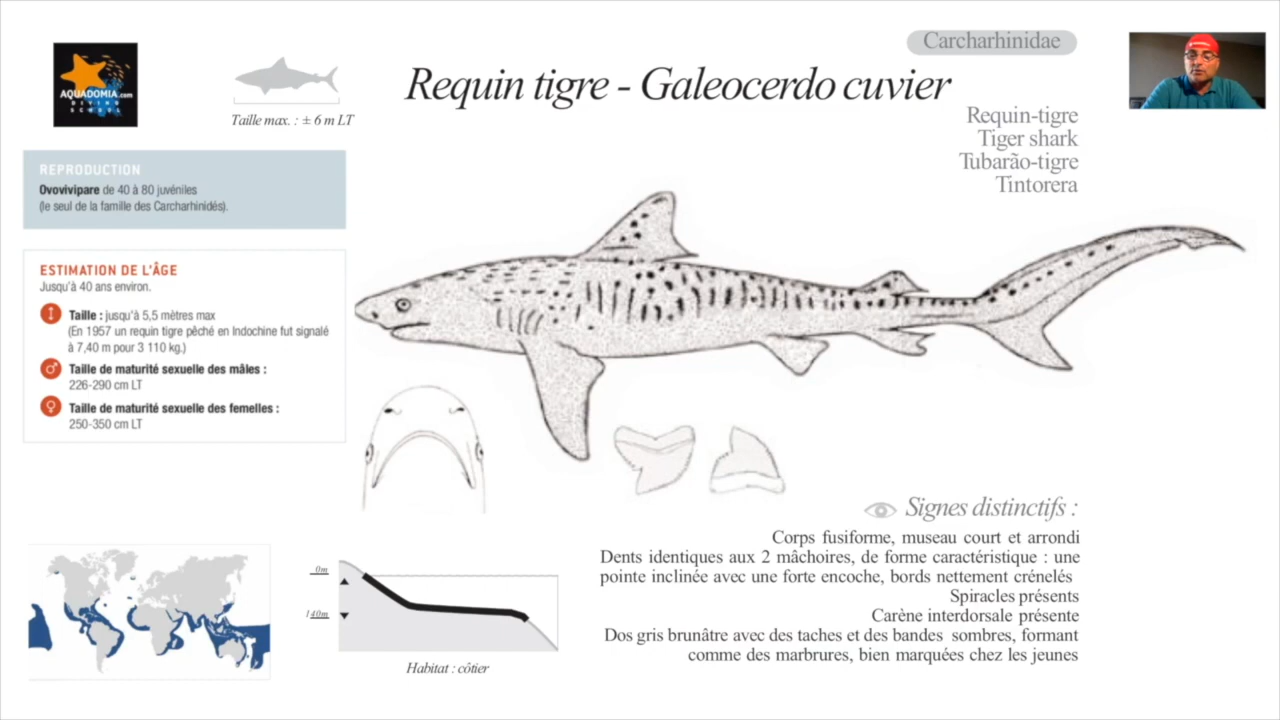 Carcharhinidae
Requin tigre - Galeocerdo cuvier
AQUADOMIA.com
DIVING
SCHOOL
Taille max. : ± 6 m LT
Requin-tigre
Tiger shark
Tubarão-tigre
Tintorera
REPRODUCTION
Ovovivipare de 40 à 80 juvéniles
(le seul de la famille des Carcharhinidés).
ESTIMATION DE L'ÂGE
Jusqu'à 40 ans environ.
Taille : jusqu'à 5,5 mètres max
(En 1957 un requin tigre pêché en Indochine fut signalé
à 7,40 m pour 3 110 kg.)
Taille de maturité sexuelle des mâles :
226-290 cm LT
Taille de maturité sexuelle des femelles :
250-350 cm LT
Signes distinctifs :
Corps fusiforme, museau court et arrondi
Dents identiques aux 2 mâchoires, de forme caractéristique : une
pointe inclinée avec une forte encoche, bords nettement crénelés
Spiracles présents
Carène interdorsale présente
Dos gris brunâtre avec des taches et des bandes sombres, formant
comme des marbrures, bien marquées chez les jeunes
0m
140m
Habitat : côtier